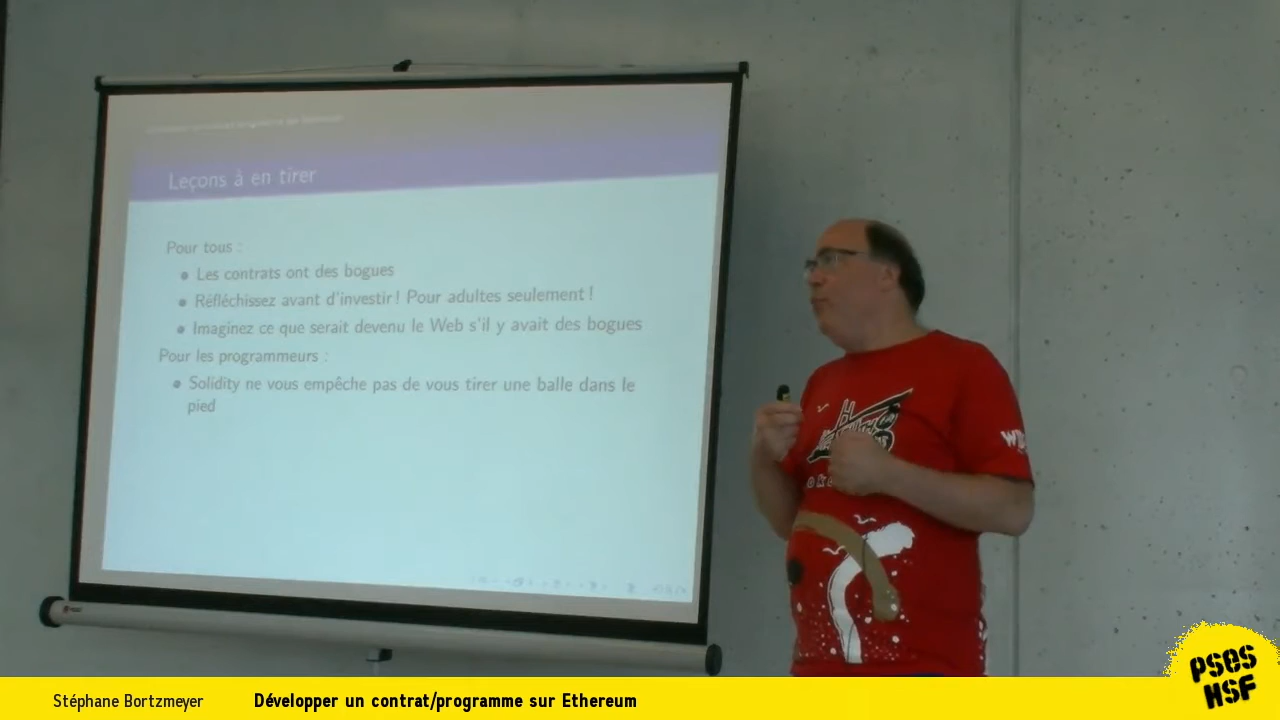 Leçons à en tirer
Pour tous :
Les contrats ont des bogues
Réfléchissez avant d'investir ! Pour adultes seulement !
Imaginez ce que serait devenu le Web s'il y avait des bogues
Pour les programmeurs :
Solidity ne vous empêche pas de vous tirer une balle dans le
pied
Stéphane Bortzmeyer
Développer un contrat/programme sur Ethereum
PSES
HSF